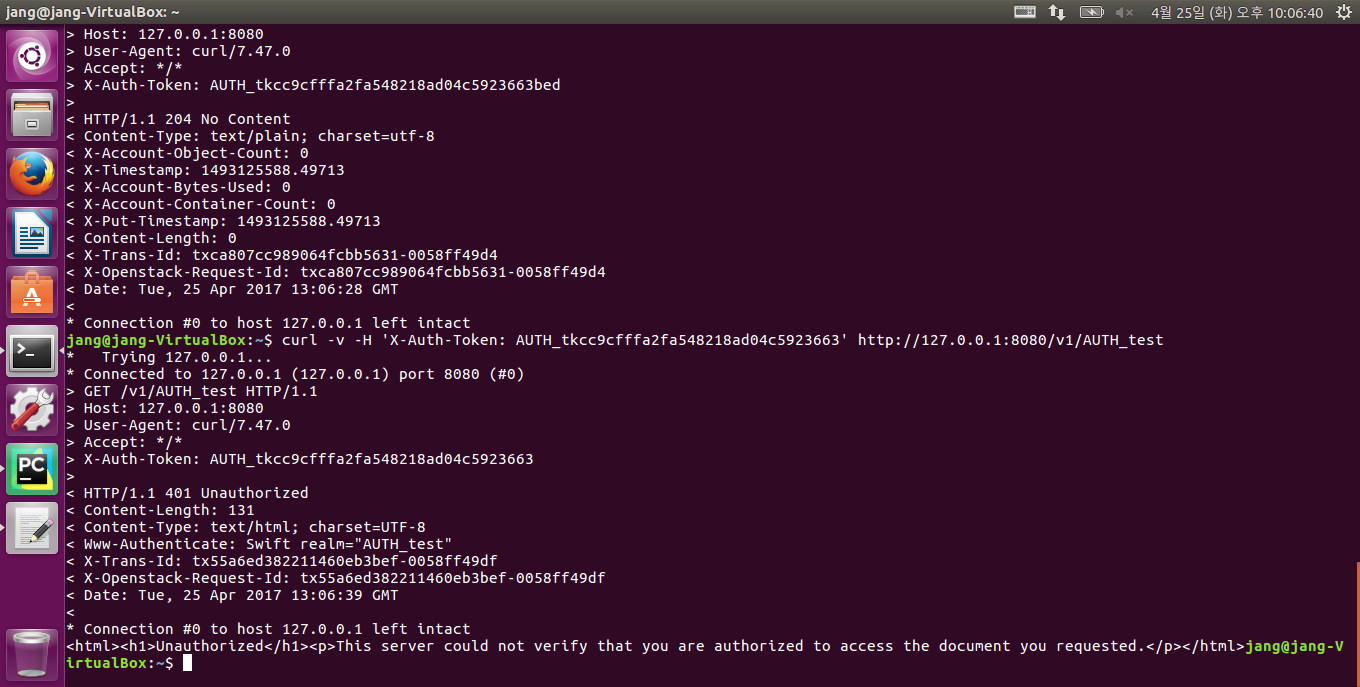 jang@jang-VirtualBox: ~
4월 25일 (화) 오후 10:06:40
> Host: 127.0.0.1:8080
> User-Agent: curl/7.47.0
> Accept: */*
> X-Auth-Token: AUTH_tkcc9cfffa2fa548218ad04c5923663bed
>
< HTTP/1.1 204 No Content
< Content-Type: text/plain; charset=utf-8
< X-Account-Object-Count: 0
< X-Timestamp: 1493125588.49713
< X-Account-Bytes-Used: 0
< X-Account-Container-Count: 0
< X-Put-Timestamp: 1493125588.49713
< Content-Length: 0
< X-Trans-Id: txca807cc989064fcbb5631-0058ff49d4
< X-Openstack-Request-Id: txca807cc989064fcbb5631-0058ff49d4
< Date: Tue, 25 Apr 2017 13:06:28 GMT
<
* Connection #0 to host 127.0.0.1 left intact
jang@jang-VirtualBox:~$ curl -v -H 'X-Auth-Token: AUTH_tkcc9cfffa2fa548218ad04c5923663' http://127.0.0.1:8080/v1/AUTH_test
*   Trying 127.0.0.1...
* Connected to 127.0.0.1 (127.0.0.1) port 8080 (#0)
> GET /v1/AUTH_test HTTP/1.1
> Host: 127.0.0.1:8080
> User-Agent: curl/7.47.0
> Accept: */*
> X-Auth-Token: AUTH_tkcc9cfffa2fa548218ad04c5923663
>
< HTTP/1.1 401 Unauthorized
< Content-Length: 131
< Content-Type: text/html; charset=UTF-8
< Www-Authenticate: Swift realm="AUTH_test"
< X-Trans-Id: tx55a6ed382211460eb3bef-0058ff49df
< X-Openstack-Request-Id: tx55a6ed382211460eb3bef-0058ff49df
< Date: Tue, 25 Apr 2017 13:06:39 GMT
<
* Connection #0 to host 127.0.0.1 left intact
<html><h1>Unauthorized</h1><p>This server could not verify that you are authorized to access the document you requested.</p></html>jang@jang-V
irtualBox:~$
PC